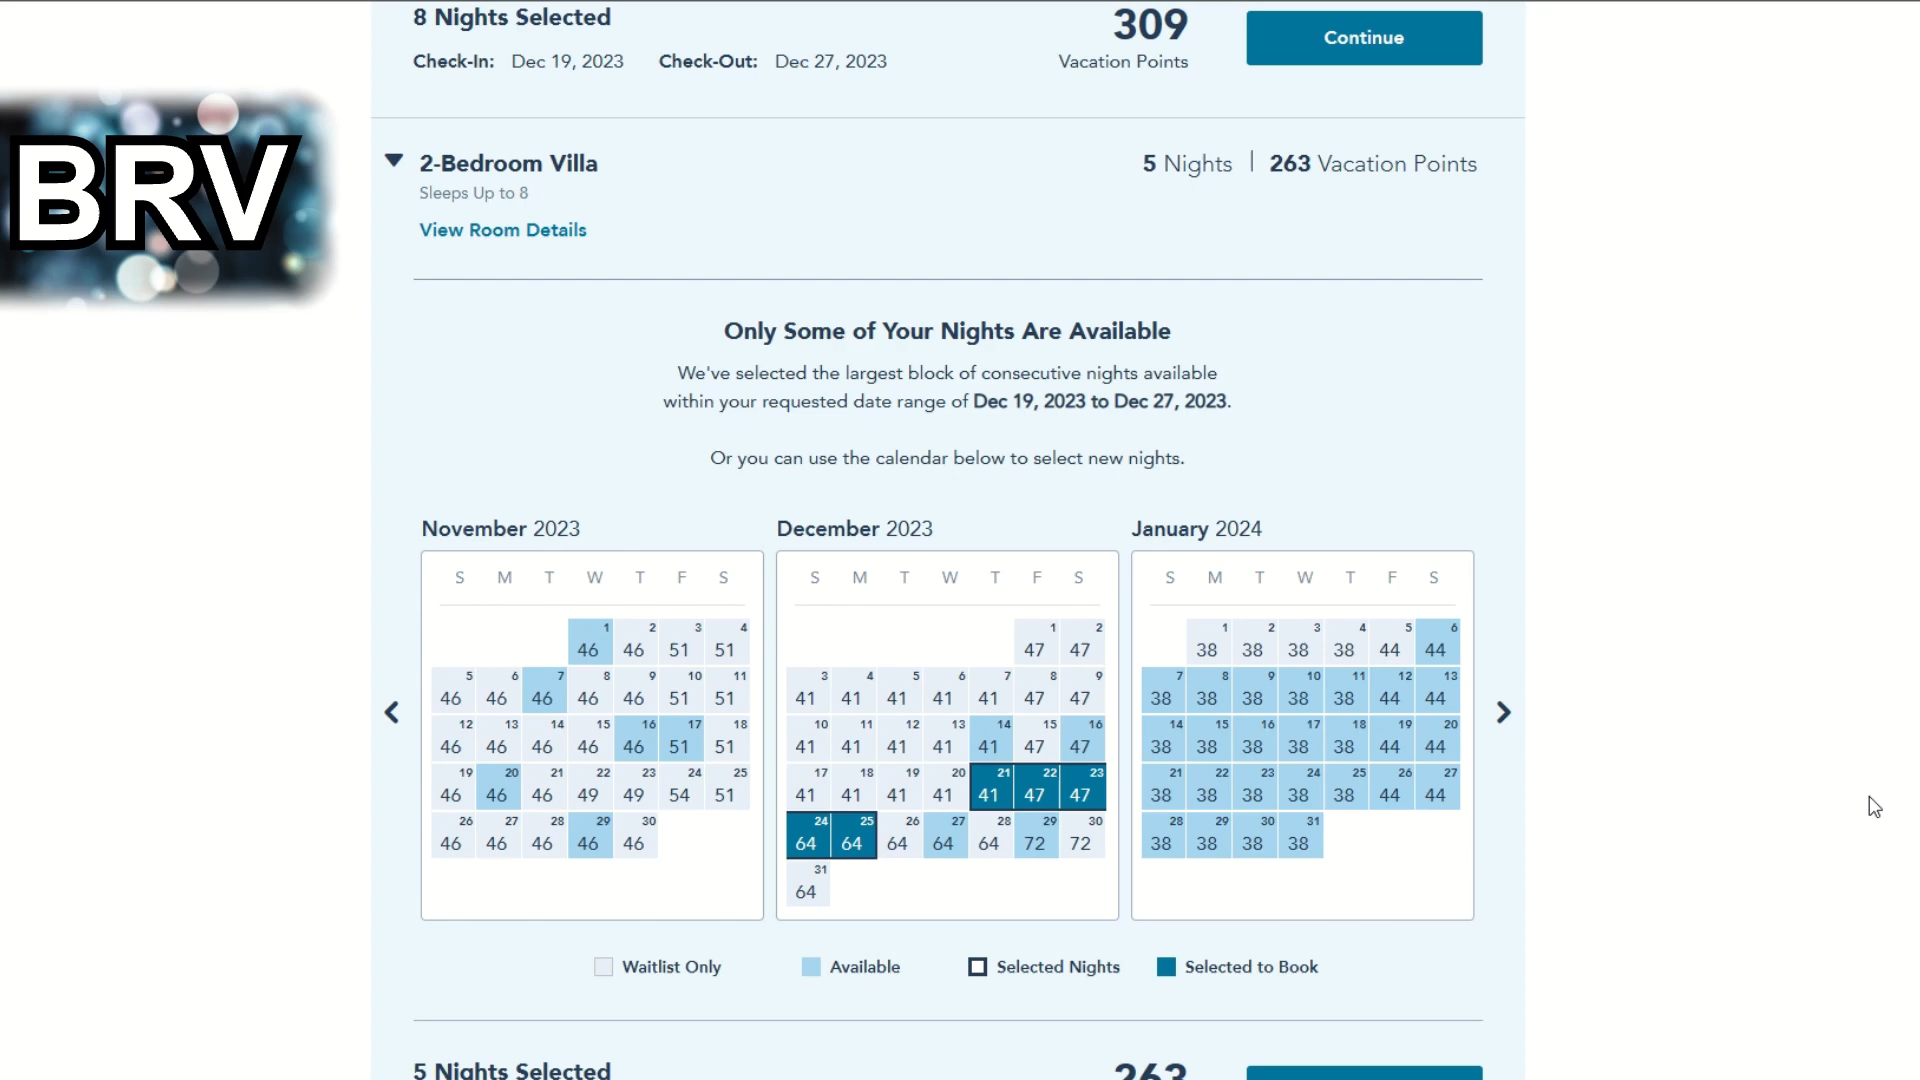 8 Nights Selected
309
Continue
Check-In: Dec 19, 2023 Check-Out: Dec 27, 2023
Vacation Points
BRV
2-Bedroom Villa
5 Nights | 263 Vacation Points
Sleeps Up to 8
View Room Details
Only Some of Your Nights Are Available
We've selected the largest block of consecutive nights available
within your requested date range of Dec 19, 2023 to Dec 27, 2023.
Or you can use the calendar below to select new nights.
November 2023
S M T W T F S
1 2 3 4
46 46 51 51
5 6 7 8 9 10 11
46 46 46 46 46 51 51
12 13 14 15 16 17 18
46 46 46 46 46 51 51
19 20 21 22 23 24 25
46 46 46 49 49 54 51
26 27 28 29 30
46 46 46 46 46
December 2023
S M T W T F S
1 2
47 47
3 4 5 6 7 8 9
41 41 41 41 41 47 47
10 11 12 13 14 15 16
41 41 41 41 41 47 47
17 18 19 20 21 22 23
41 41 41 41 41 47 47
24 25 26 27 28 29 30
64 64 64 64 64 72 72
31
64
January 2024
S M T W T F S
1 2 3 4 5 6
38 38 38 38 44 44
7 8 9 10 11 12 13
38 38 38 38 38 44 44
14 15 16 17 18 19 20
38 38 38 38 38 44 44
21 22 23 24 25 26 27
38 38 38 38 38 44 44
28 29 30 31
38 38 38 38
Waitlist Only
Available
Selected Nights
Selected to Book
5 Nights Selected
263